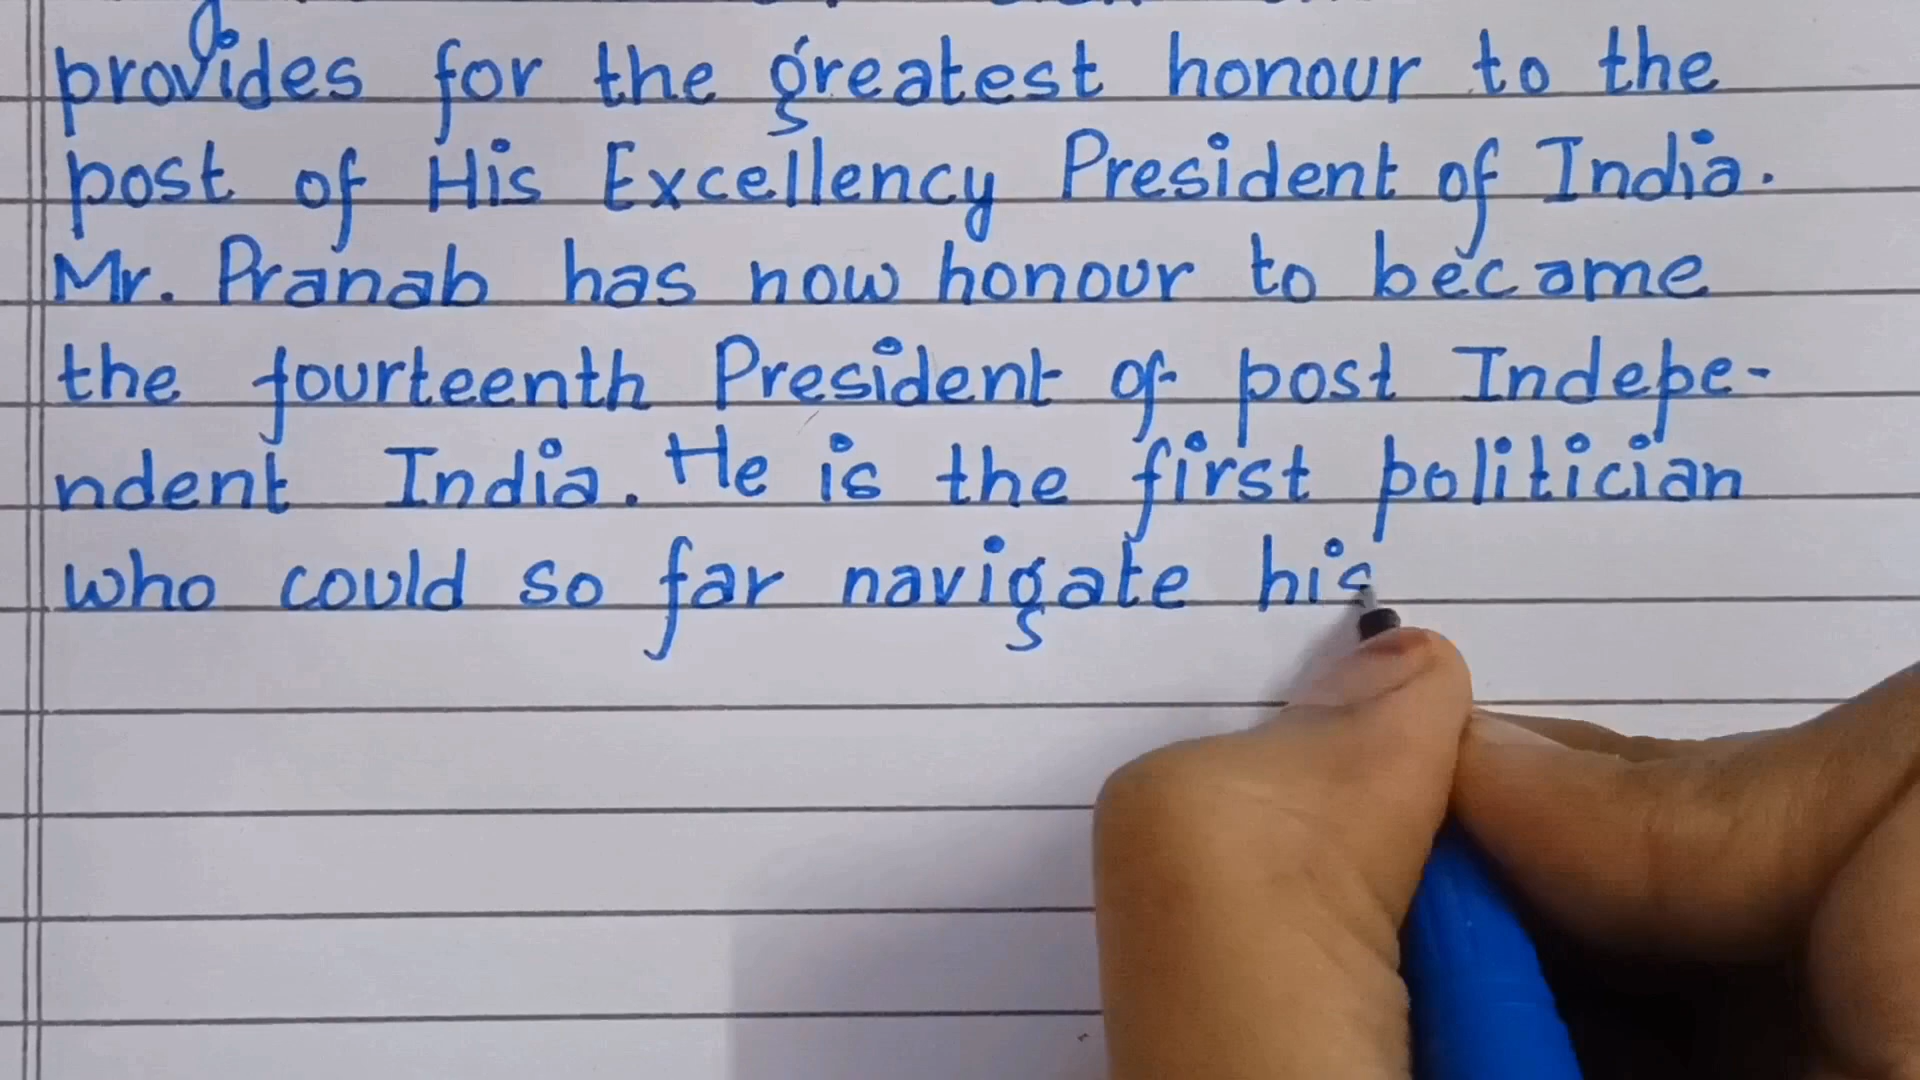 provides for the greatest honour to the
post of His Excellency President of India.
Mr. Pranab has now honour to become
the fourteenth President of post Indepe-
ndent India. He is the first politician
who could so far navigate his